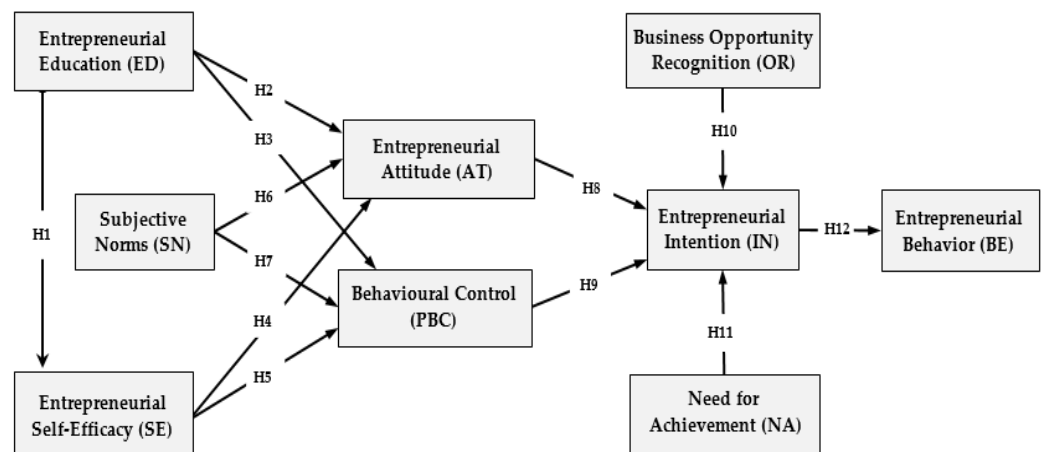 Entrepreneurial
Education (ED)
Business Opportunity
Recognition (OR)
H2
H3
H10
Entrepreneurial
Attitude (AT)
H8
H6
Subjective
Norms (SN)
H1
Entrepreneurial
Intention (IN)
H12
Entrepreneurial
Behavior (BE)
H7
H9
Behavioural Control
(PBC)
H4
H11
H5
Entrepreneurial
Self-Efficacy (SE)
Need for
Achievement (NA)